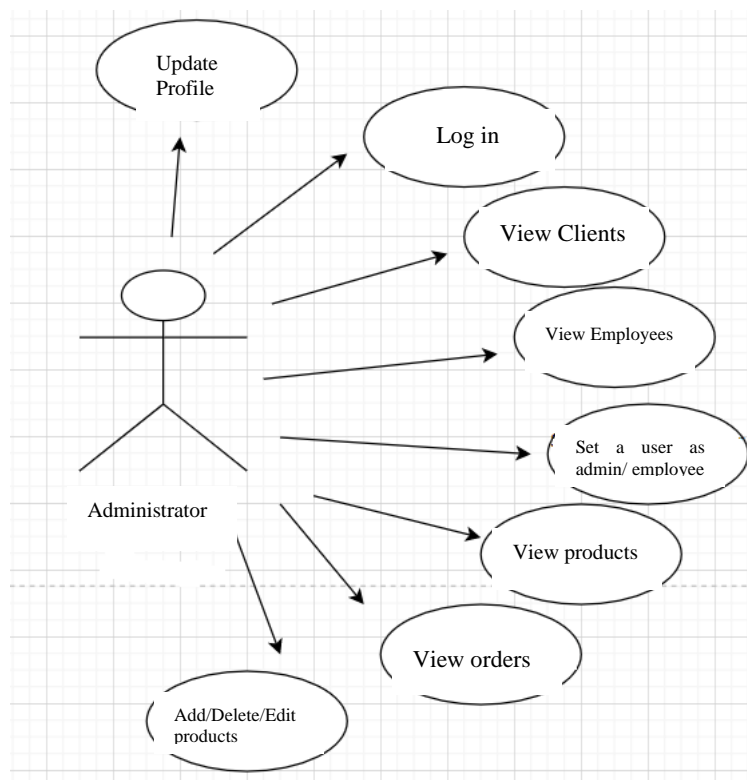 Update
Profile
Log in
View Clients
View Employees
Set a user as
admin/ employee
Administrator
View products
View orders
Add/Delete/Edit
products